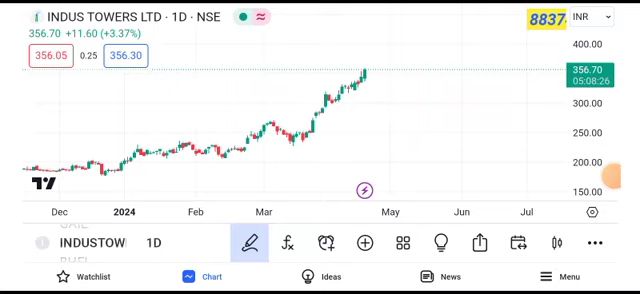 INDUS TOWERS LTD · 1D · NSE
8837
INR
356.70 +11.60 (+3.37%)
356.05 0.25 356.30
400.00
356.70
05:08:26
300.00
250.00
200.00
150.00
Dec 2024 Feb Mar May Jun Jul
INDUSTOW 1D
Watchlist Chart Ideas News Menu